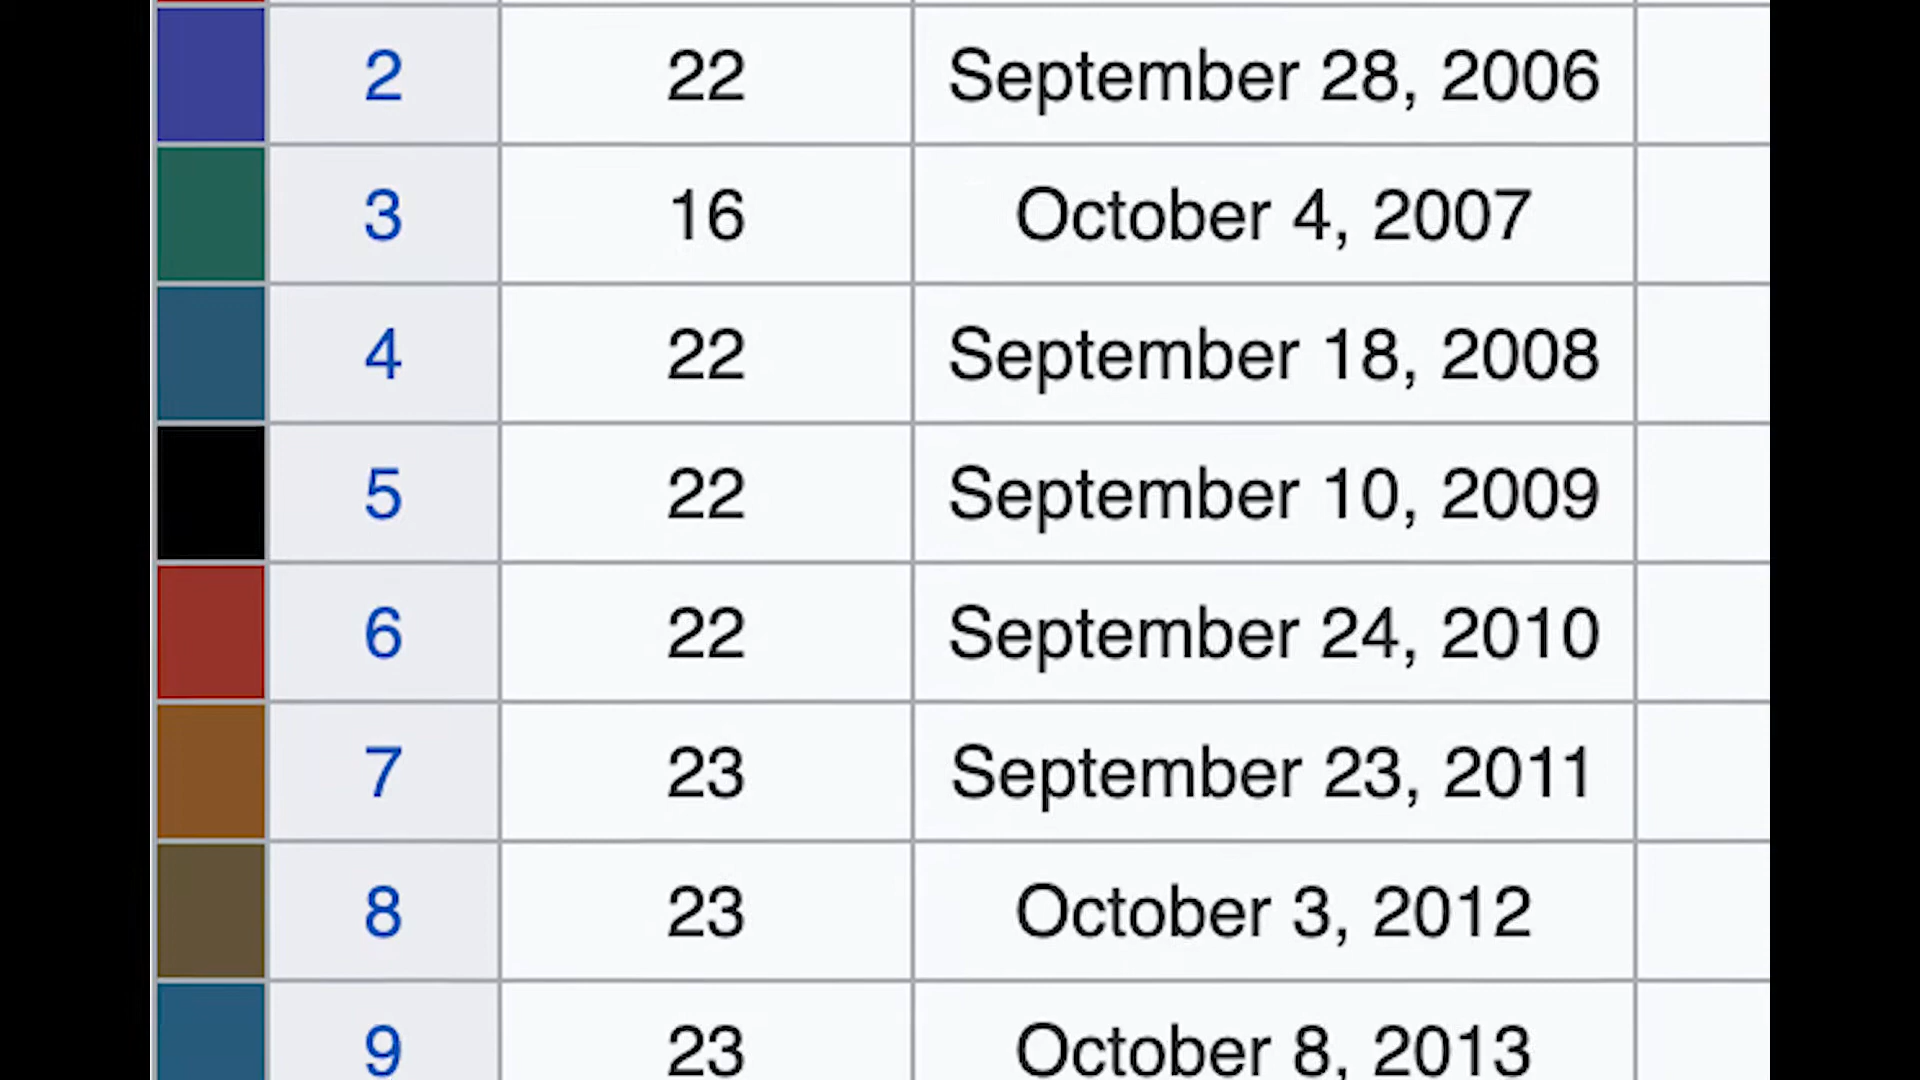 2 22 September 28, 2006
3 16 October 4, 2007
4 22 September 18, 2008
5 22 September 10, 2009
6 22 September 24, 2010
7 23 September 23, 2011
8 23 October 3, 2012
9 23 October 8, 2013